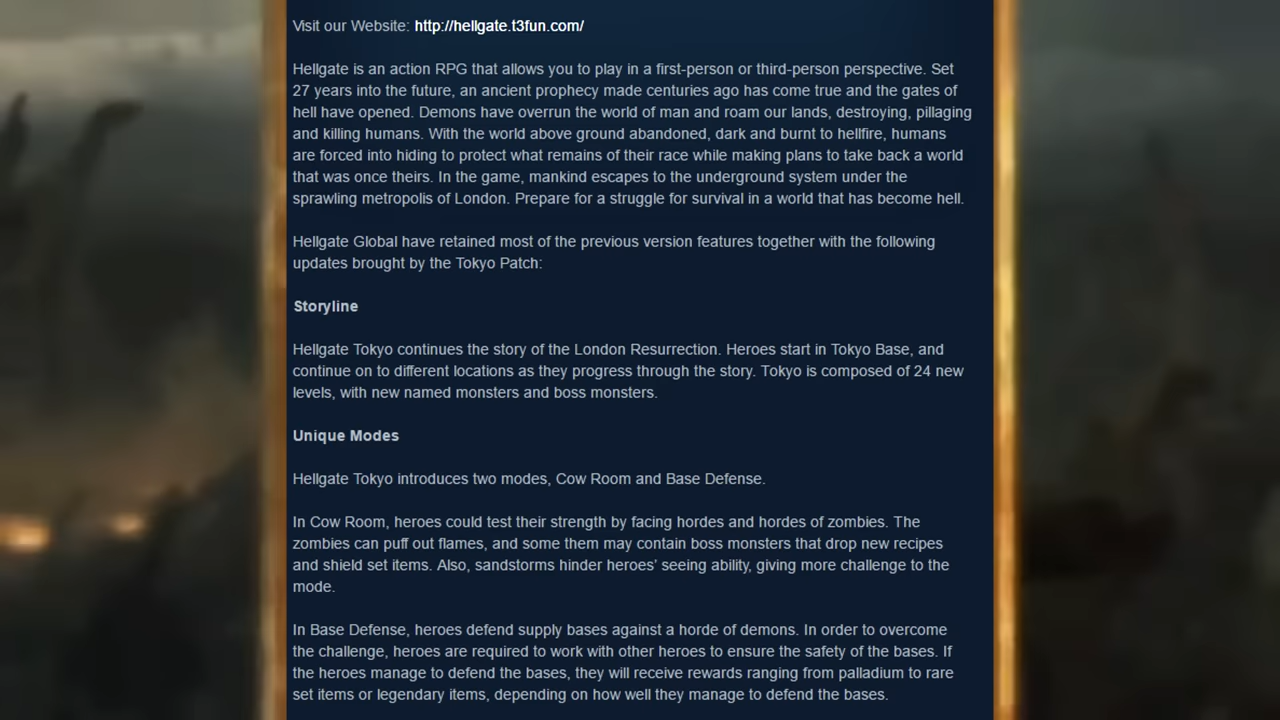 Visit our Website: http://hellgate.t3fun.com/
Hellgate is an action RPG that allows you to play in a first-person or third-person perspective. Set
27 years into the future, an ancient prophecy made centuries ago has come true and the gates of
hell have opened. Demons have overrun the world of man and roam our lands, destroying, pillaging
and killing humans. With the world above ground abandoned, dark and burnt to hellfire, humans
are forced into hiding to protect what remains of their race while making plans to take back a world
that was once theirs. In the game, mankind escapes to the underground system under the
sprawling metropolis of London. Prepare for a struggle for survival in a world that has become hell.
Hellgate Global have retained most of the previous version features together with the following
updates brought by the Tokyo Patch:
Storyline
Hellgate Tokyo continues the story of the London Resurrection. Heroes start in Tokyo Base, and
continue on to different locations as they progress through the story. Tokyo is composed of 24 new
levels, with new named monsters and boss monsters.
Unique Modes
Hellgate Tokyo introduces two modes, Cow Room and Base Defense.
In Cow Room, heroes could test their strength by facing hordes and hordes of zombies. The
zombies can puff out flames, and some them may contain boss monsters that drop new recipes
and shield set items. Also, sandstorms hinder heroes' seeing ability, giving more challenge to the
mode.
In Base Defense, heroes defend supply bases against a horde of demons. In order to overcome
the challenge, heroes are required to work with other heroes to ensure the safety of the bases. If
the heroes manage to defend the bases, they will receive rewards ranging from palladium to rare
set items or legendary items, depending on how well they manage to defend the bases.